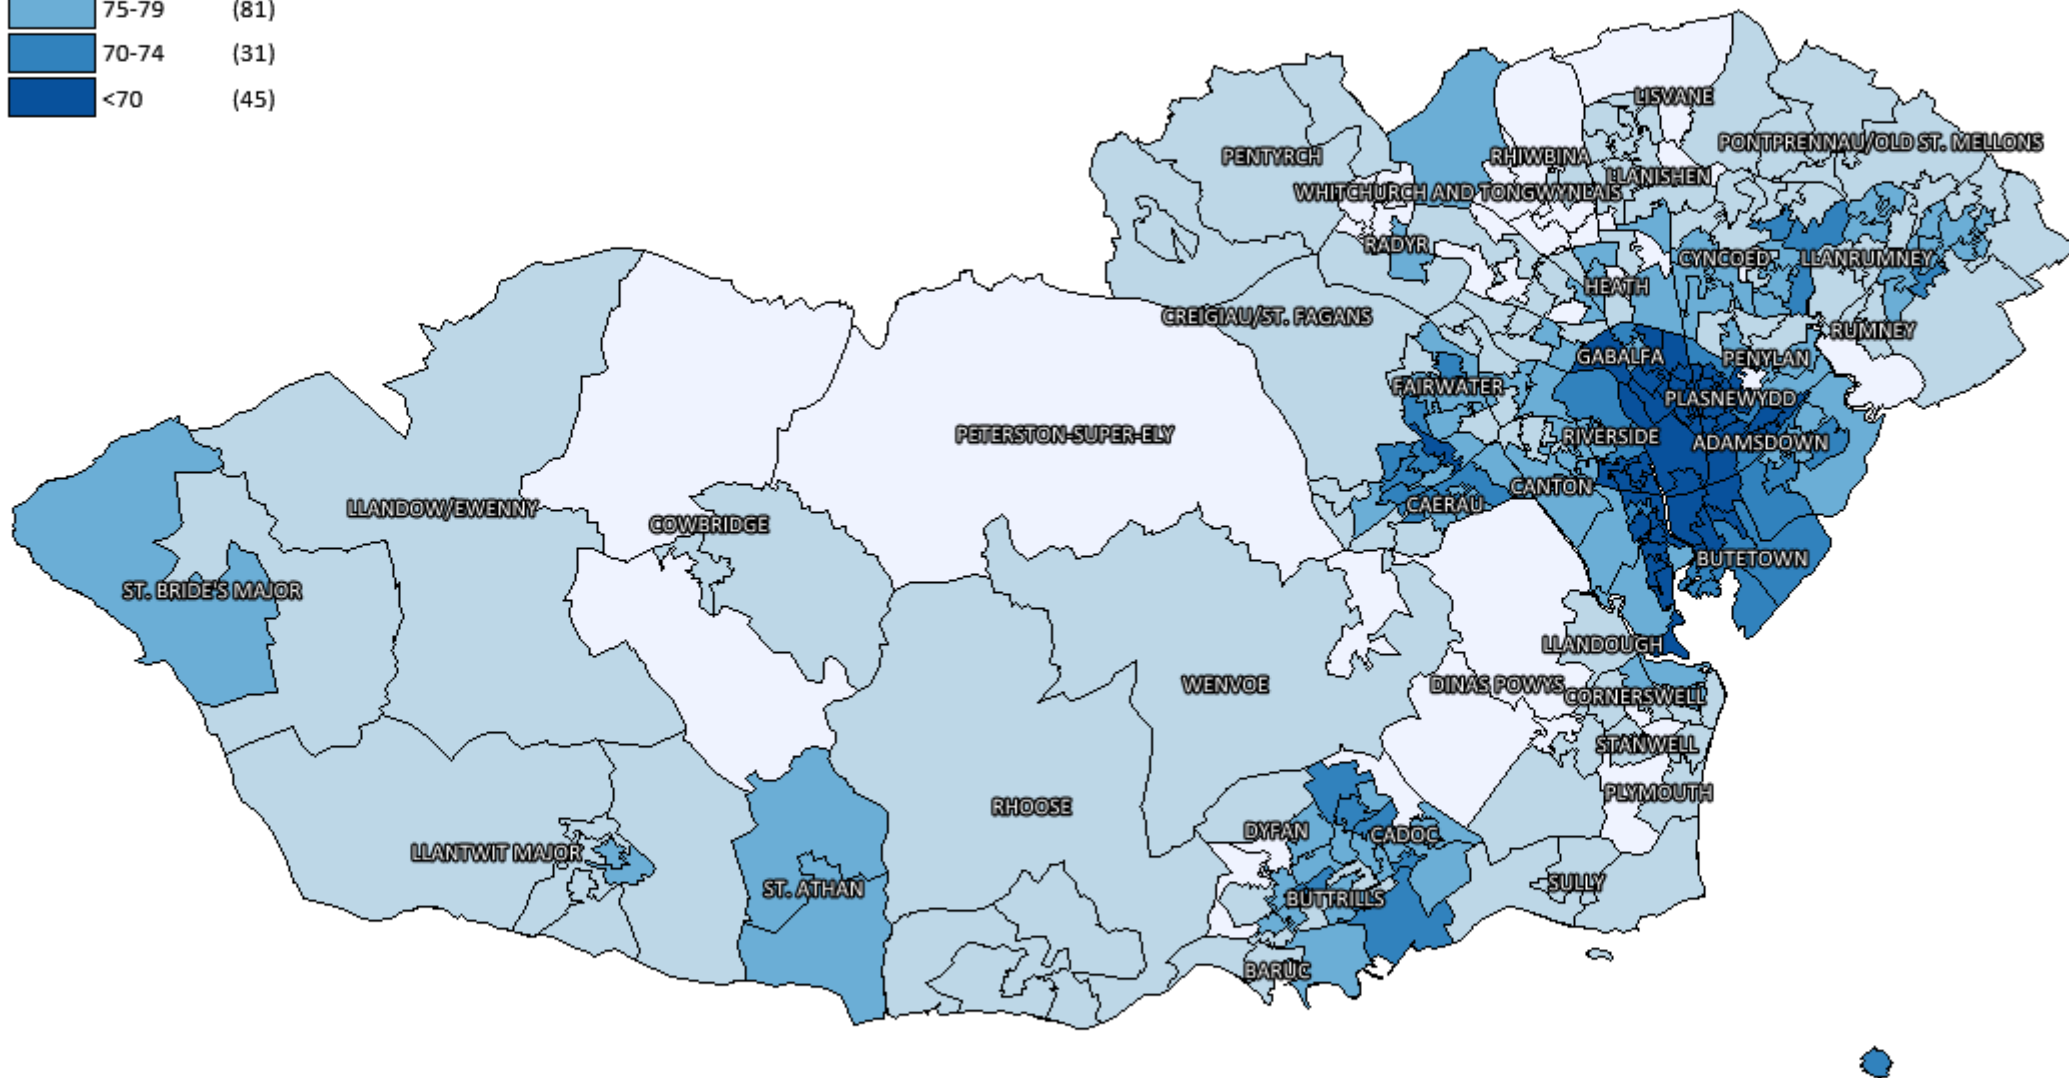 75-79 (81)
70-74 (31)
<70 (45)
LISVANE
PONTPRENNAU/OLD ST. MELLONS
PENTYRCH
RHIWBINA
LLANISHEN
WHITCHURCH AND TONGWYNLAIS
RADYR
CYNCOED
LLANRUMNEY
HEATH
CREIGIAU/ST. FAGANS
RUMNEY
GABALFA
PENYLAN
FAIRWATER
PLASNEWYDD
PETERSTON-SUPER-ELY
RIVERSIDE
ADAMSDOWN
CANTON
CAERAU
LLANDOW/EWENNY
COWBRIDGE
BUTETOWN
ST. BRIDE'S MAJOR
LLANDOUGH
WENVOE
DINAS POWYS
CORNERSWELL
STANWELL
PLYMOUTH
RHOOSE
DYFAN
CADOC
LLANTWIT MAJOR
ST. ATHAN
SULLY
BUTTRILLS
BARUC